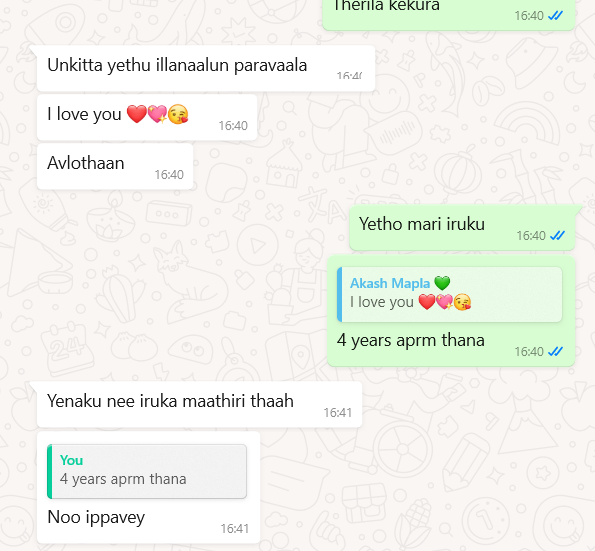 Therila kekura
16:40
Unkitta yethu illanaalun paravaala
16:40
I love you ❤️💖😘
16:40
Avlothaan
16:40
Yetho mari iruku
16:40
Akash Mapla 💚
I love you ❤️💖😘
4 years aprm thana
16:40
Yenaku nee iruka maathiri thaah
16:41
You
4 years aprm thana
Noo ippavey
16:41